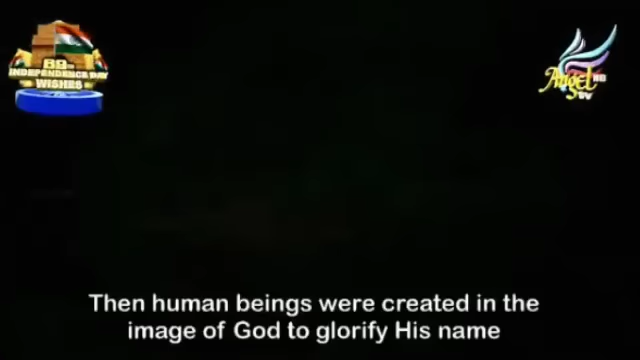 INDEPENDENCE DAY
WISHES
Angel
TV
Then human beings were created in the
image of God to glorify His name